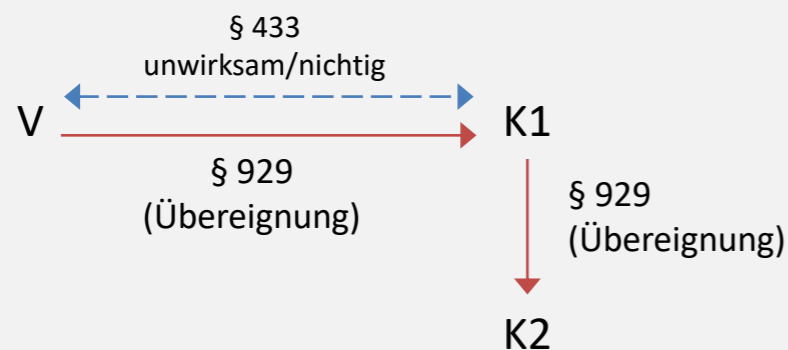 § 433
unwirksam/nichtig
V
K1
§ 929
(Übereignung)
§ 929
(Übereignung)
K2